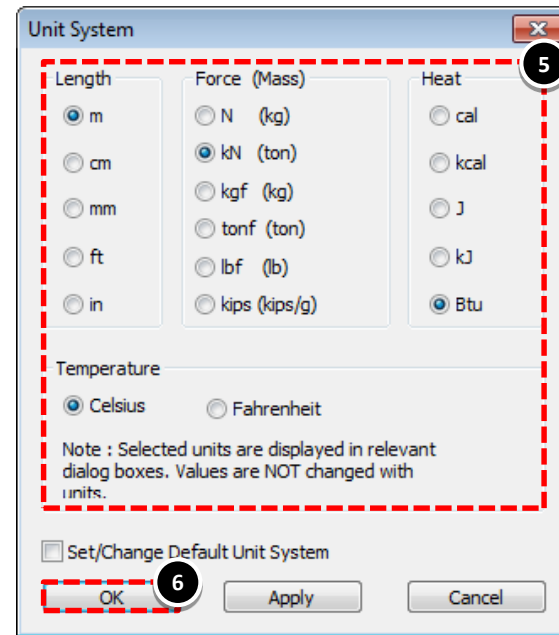 Unit System
5
Length
m
cm
mm
ft
in
Force (Mass)
N (kg)
kN (ton)
kgf (kg)
tonf (ton)
lbf (lb)
kips (kips/g)
Heat
cal
kcal
J
kJ
Btu
Temperature
Celsius
Fahrenheit
Note : Selected units are displayed in relevant
dialog boxes. Values are NOT changed with
units.
Set/Change Default Unit System
6
OK
Apply
Cancel